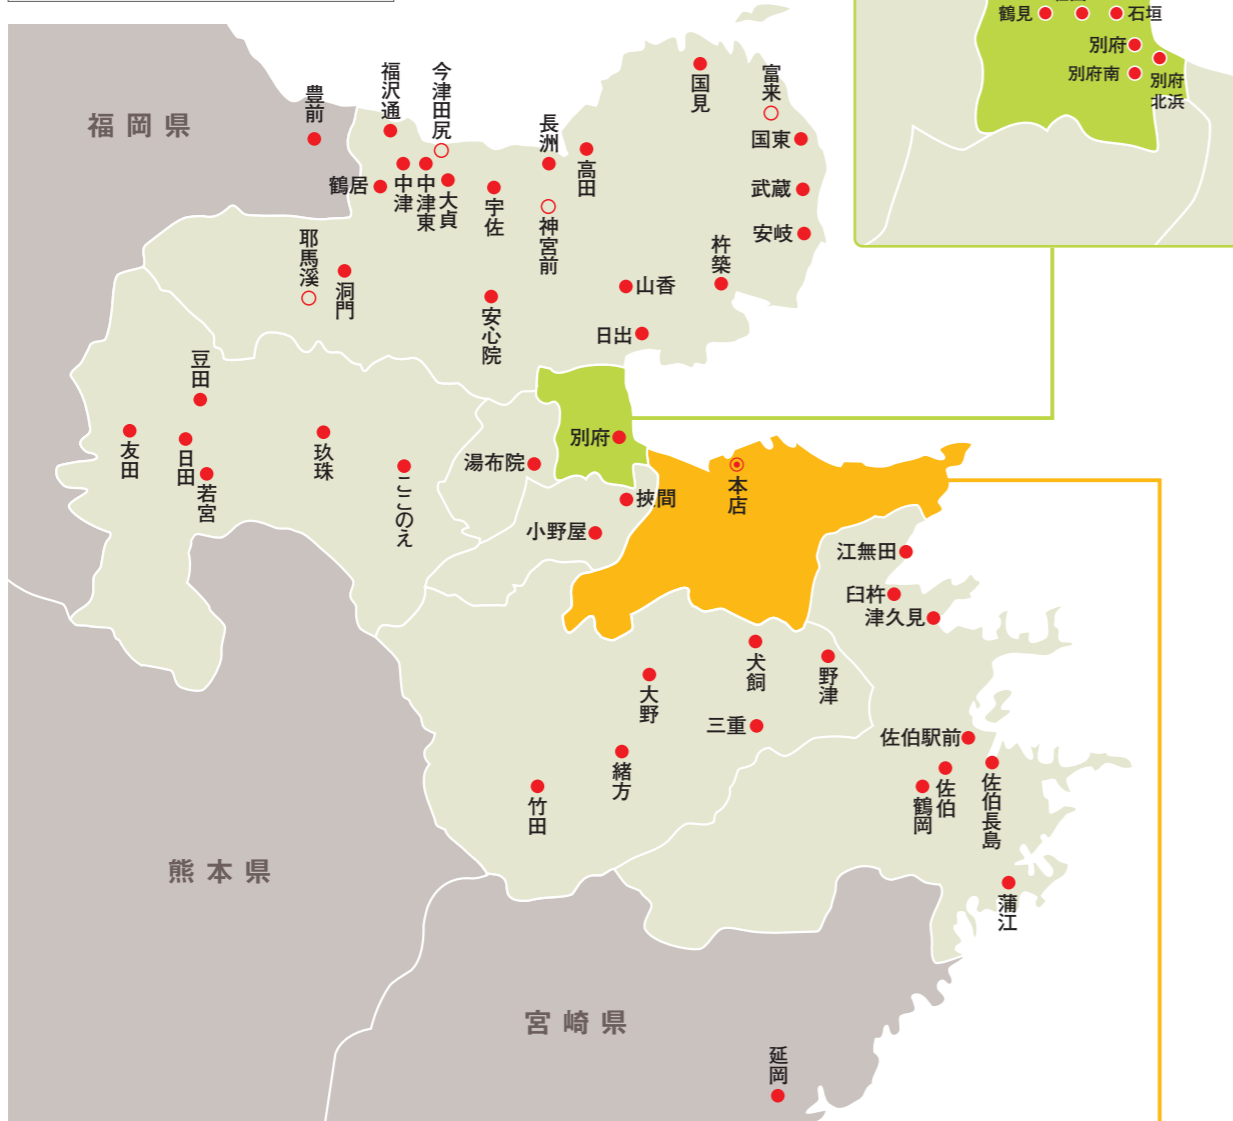 鶴見
石垣
別府
別府南
別府
北浜
福岡県
豊前
福沢通
今津田尻
鶴居
中津
中津東
大貞
宇佐
長洲
神宮前
高田
国見
富来
国東
武蔵
安岐
杵築
山香
日出
耶馬溪
洞門
安心院
豆田
友田
日田
若宮
玖珠
ここのえ
湯布院
別府
挾間
小野屋
本店
江無田
臼杵
津久見
犬飼
野津
大野
三重
緒方
竹田
佐伯駅前
佐伯
鶴岡
佐伯長島
蒲江
熊本県
宮崎県
延岡